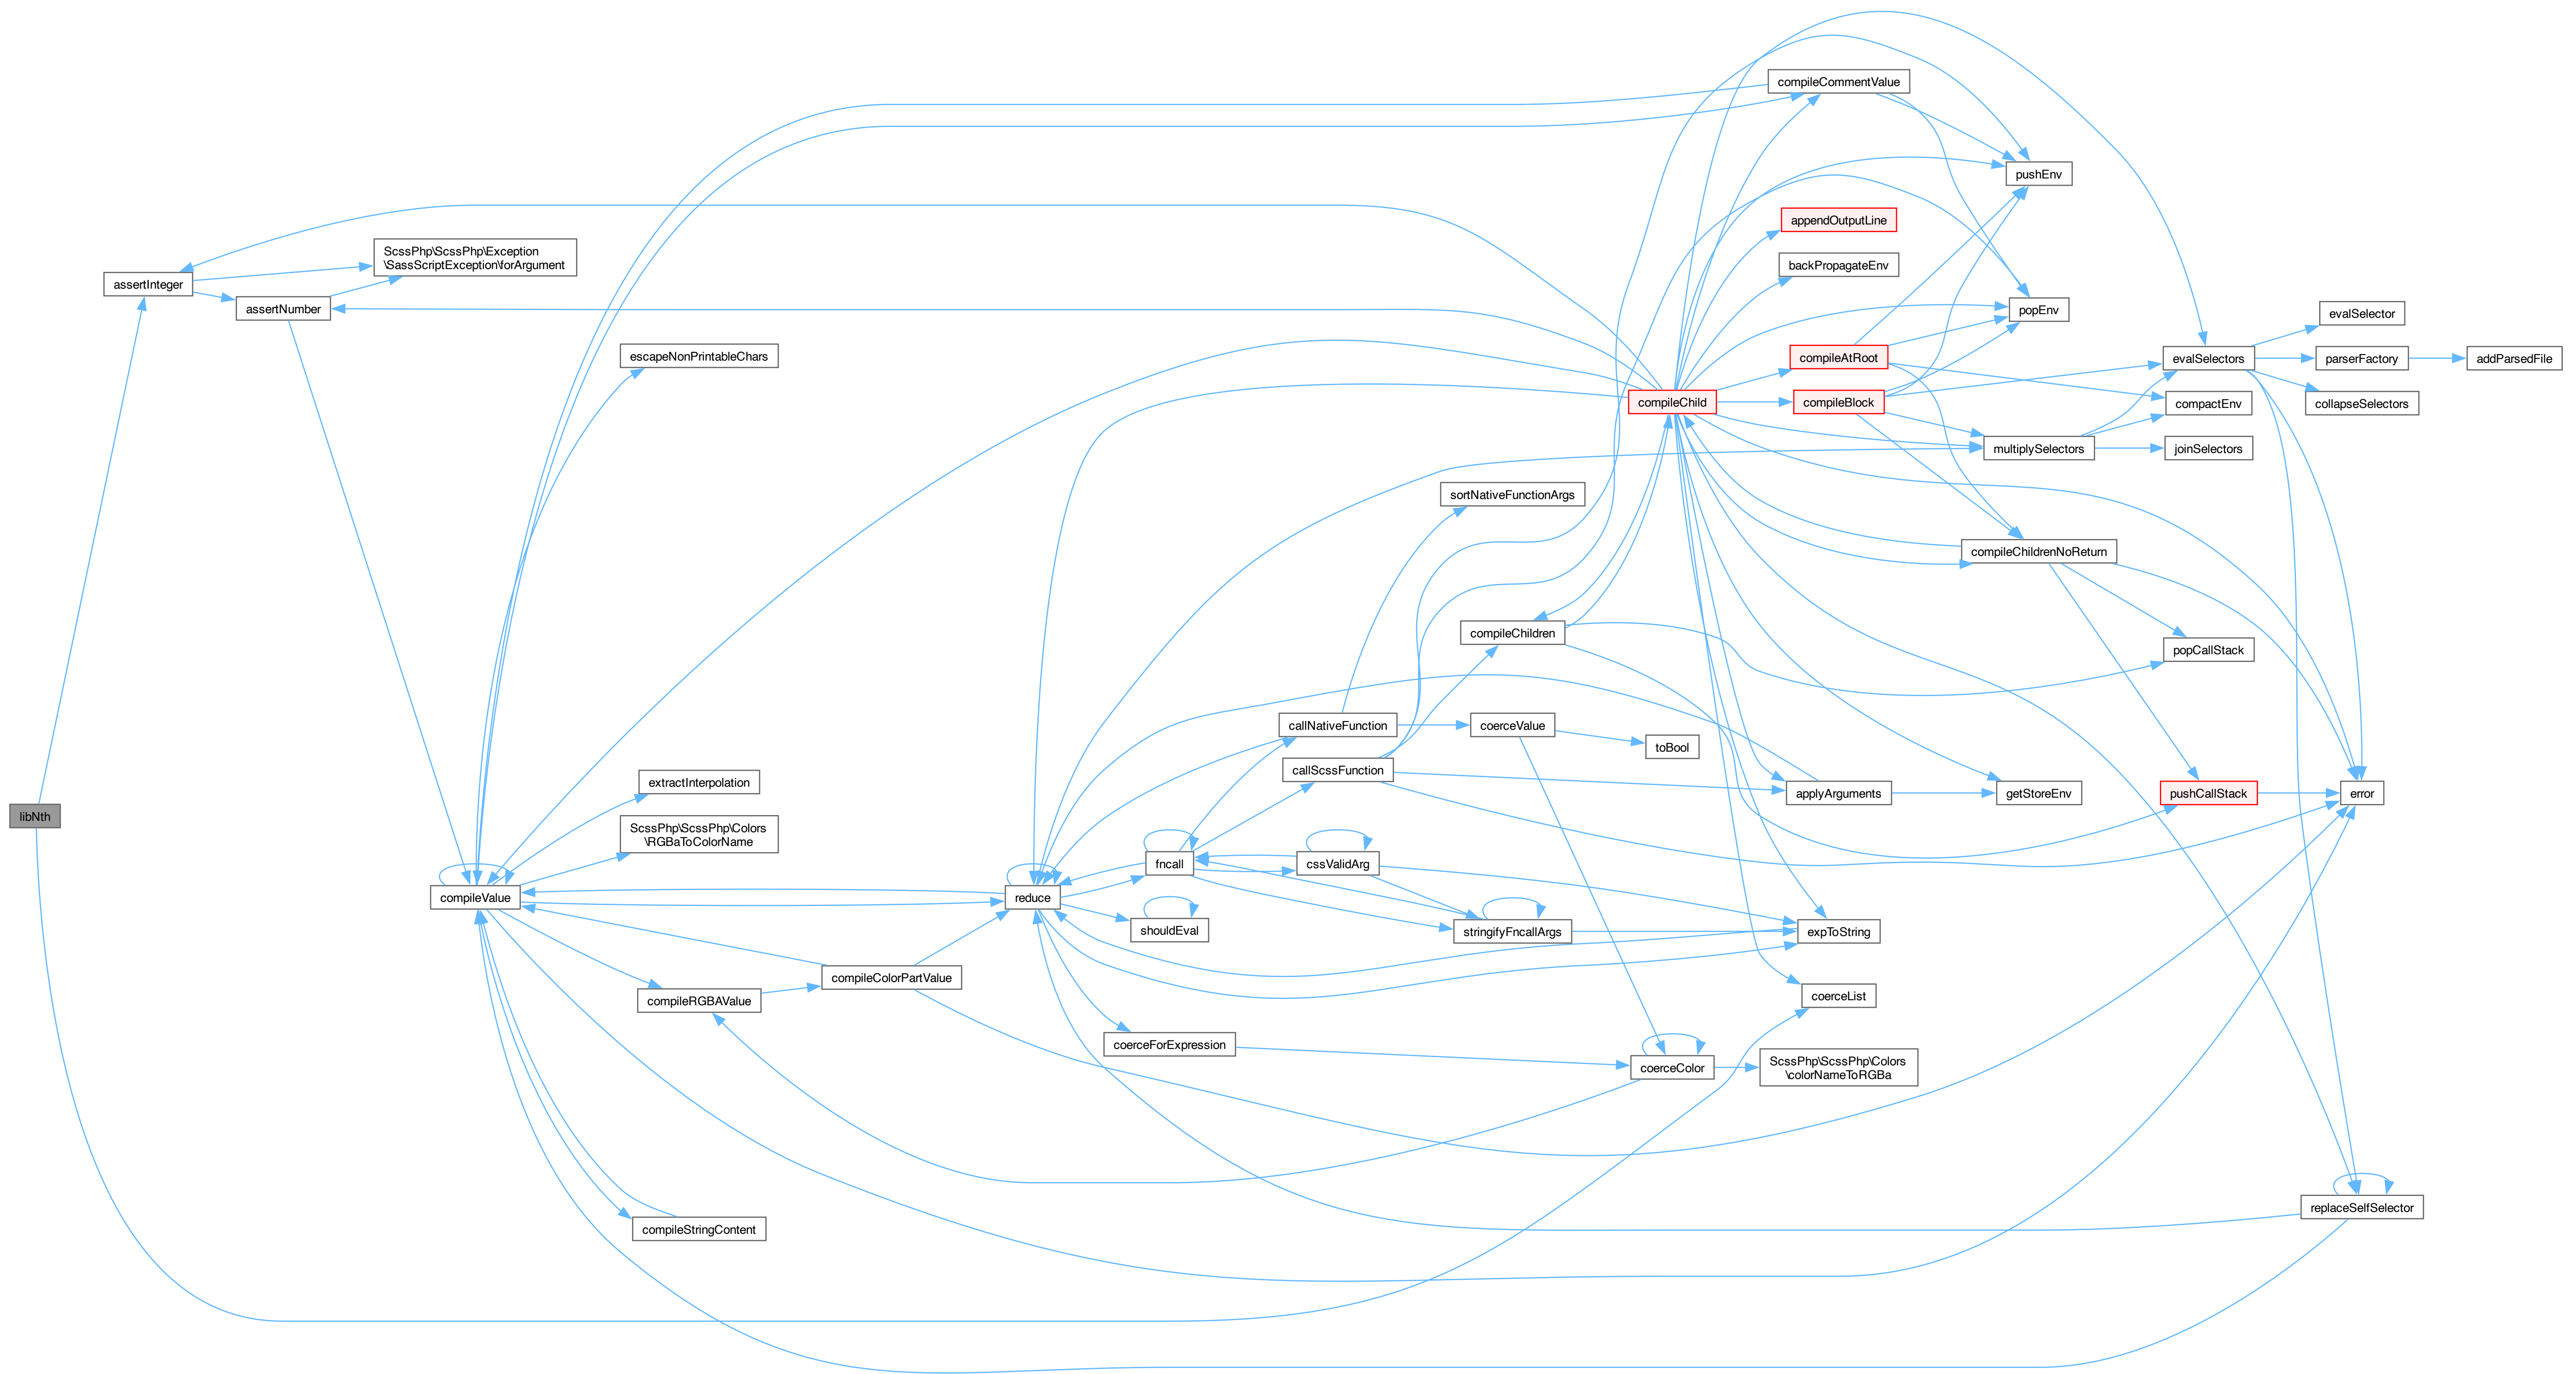 compileCommentValue
pushEnv
appendOutputLine
ScssPhp\ScssPhp\Exception
\SassScriptException\forArgument
backPropagateEnv
assertInteger
assertNumber
popEnv
evalSelector
escapeNonPrintableChars
compileAtRoot
evalSelectors
parserFactory
addParsedFile
compileChild
compileBlock
compactEnv
collapseSelectors
multiplySelectors
joinSelectors
sortNativeFunctionArgs
compileChildrenNoReturn
compileChildren
popCallStack
callNativeFunction
coerceValue
toBool
callScssFunction
extractInterpolation
applyArguments
getStoreEnv
pushCallStack
error
libNth
ScssPhp\ScssPhp\Colors
\RGBaToColorName
fncall
cssValidArg
compileValue
reduce
shouldEval
stringifyFncallArgs
expToString
compileColorPartValue
compileRGBAValue
coerceList
coerceForExpression
coerceColor
ScssPhp\ScssPhp\Colors
\colorNameToRGBa
replaceSelfSelector
compileStringContent